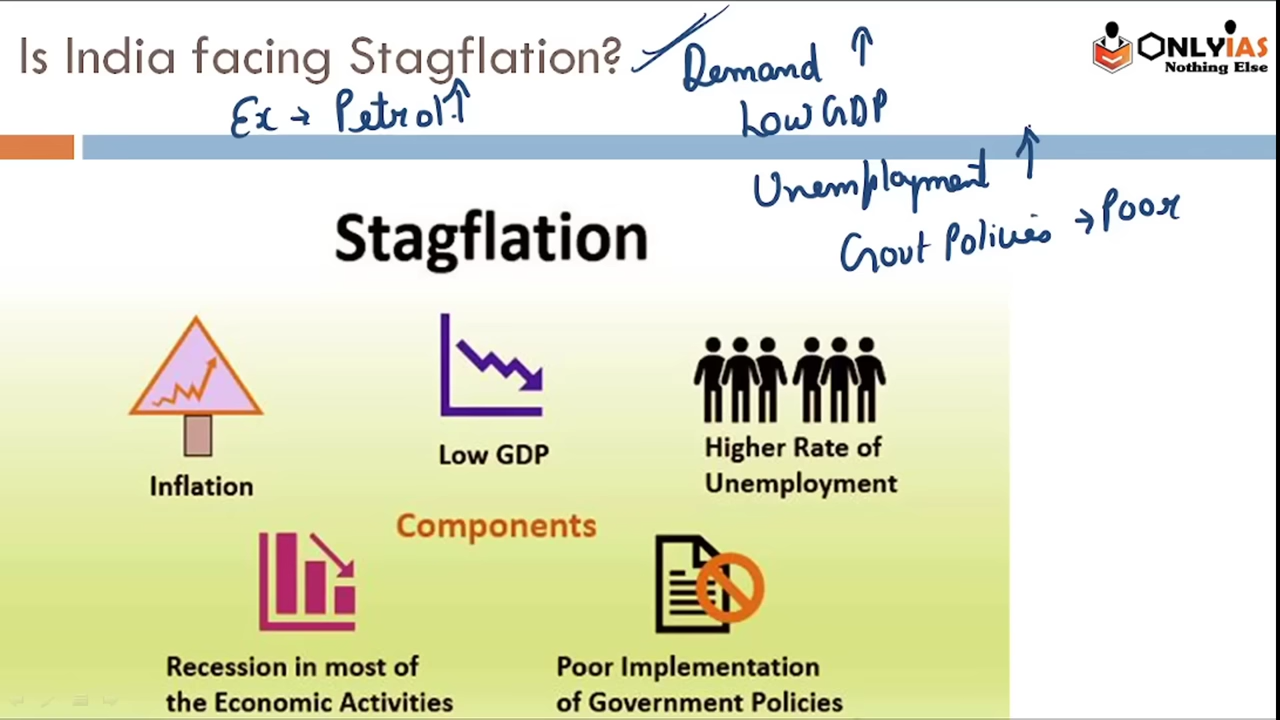 Is India facing Stagflation?
Demand ↑
ONLYIAS
Nothing Else
Ex → Petrol ↑
Low GDP
Unemployment ↑
Govt Policies → Poor
Stagflation
Inflation
Low GDP
Higher Rate of
Unemployment
Components
Recession in most of
the Economic Activities
Poor Implementation
of Government Policies